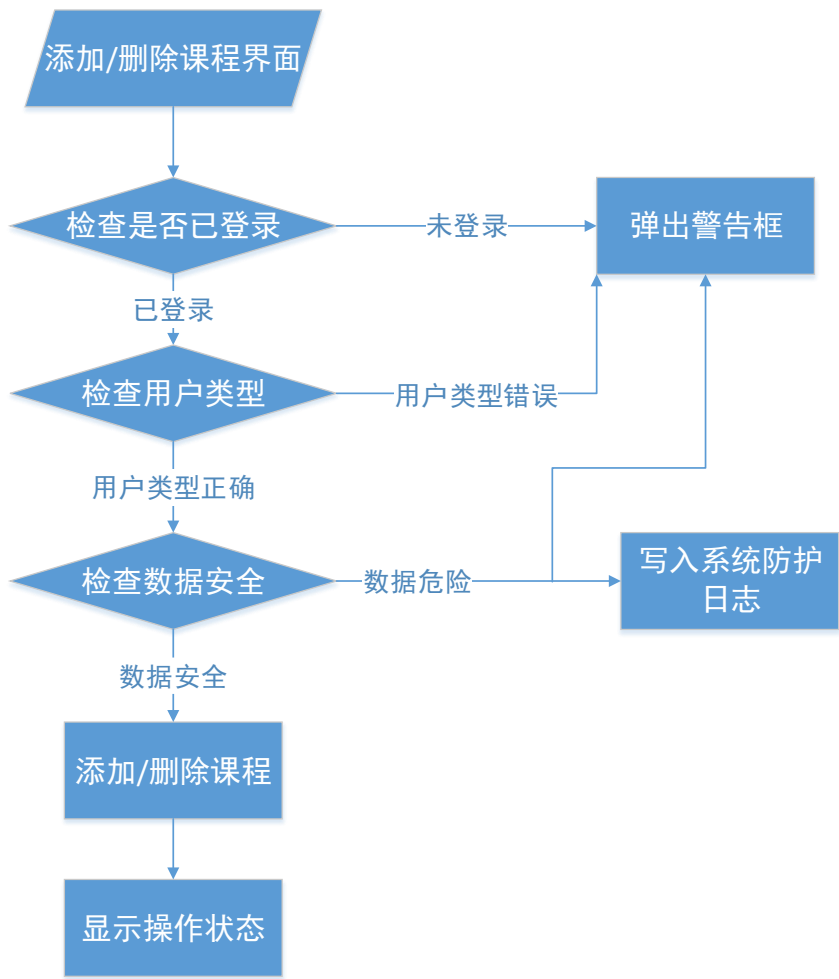 添加/删除课程界面
检查是否已登录
未登录
弹出警告框
已登录
检查用户类型
用户类型错误
用户类型正确
检查数据安全
数据危险
写入系统防护
日志
数据安全
添加/删除课程
显示操作状态